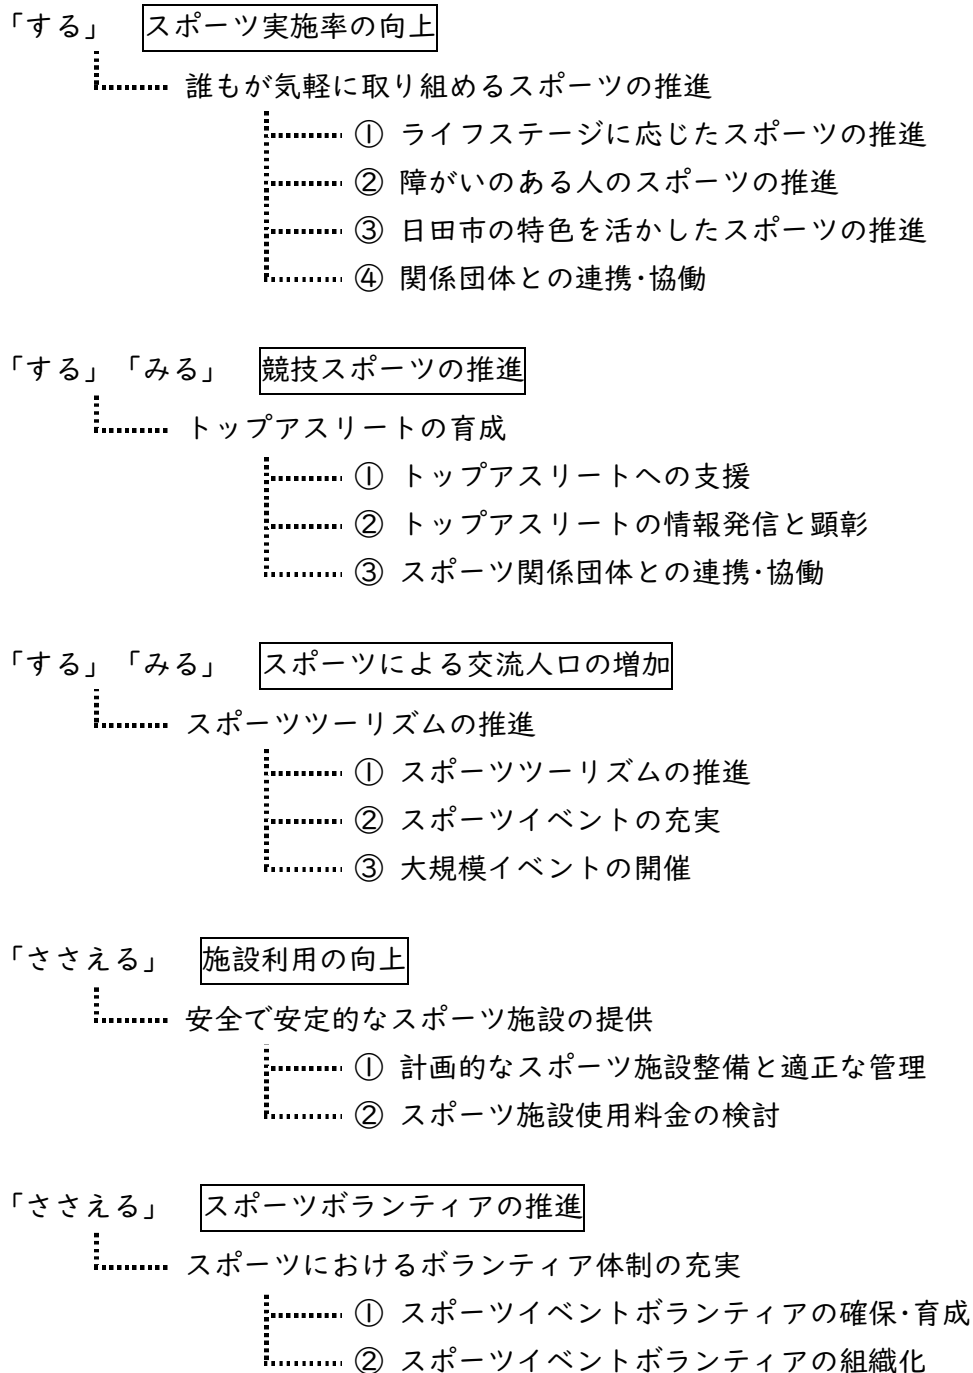 「する」 スポーツ実施率の向上
誰もが気軽に取り組めるスポーツの推進
① ライフステージに応じたスポーツの推進
② 障がいのある人のスポーツの推進
③ 日田市の特色を活かしたスポーツの推進
④ 関係団体との連携・協働
「する」「みる」 競技スポーツの推進
トップアスリートの育成
① トップアスリートへの支援
② トップアスリートの情報発信と顕彰
③ スポーツ関係団体との連携・協働
「する」「みる」 スポーツによる交流人口の増加
スポーツツーリズムの推進
① スポーツツーリズムの推進
② スポーツイベントの充実
③ 大規模イベントの開催
「ささえる」 施設利用の向上
安全で安定的なスポーツ施設の提供
① 計画的なスポーツ施設整備と適正な管理
② スポーツ施設使用料金の検討
「ささえる」 スポーツボランティアの推進
スポーツにおけるボランティア体制の充実
① スポーツイベントボランティアの確保・育成
② スポーツイベントボランティアの組織化